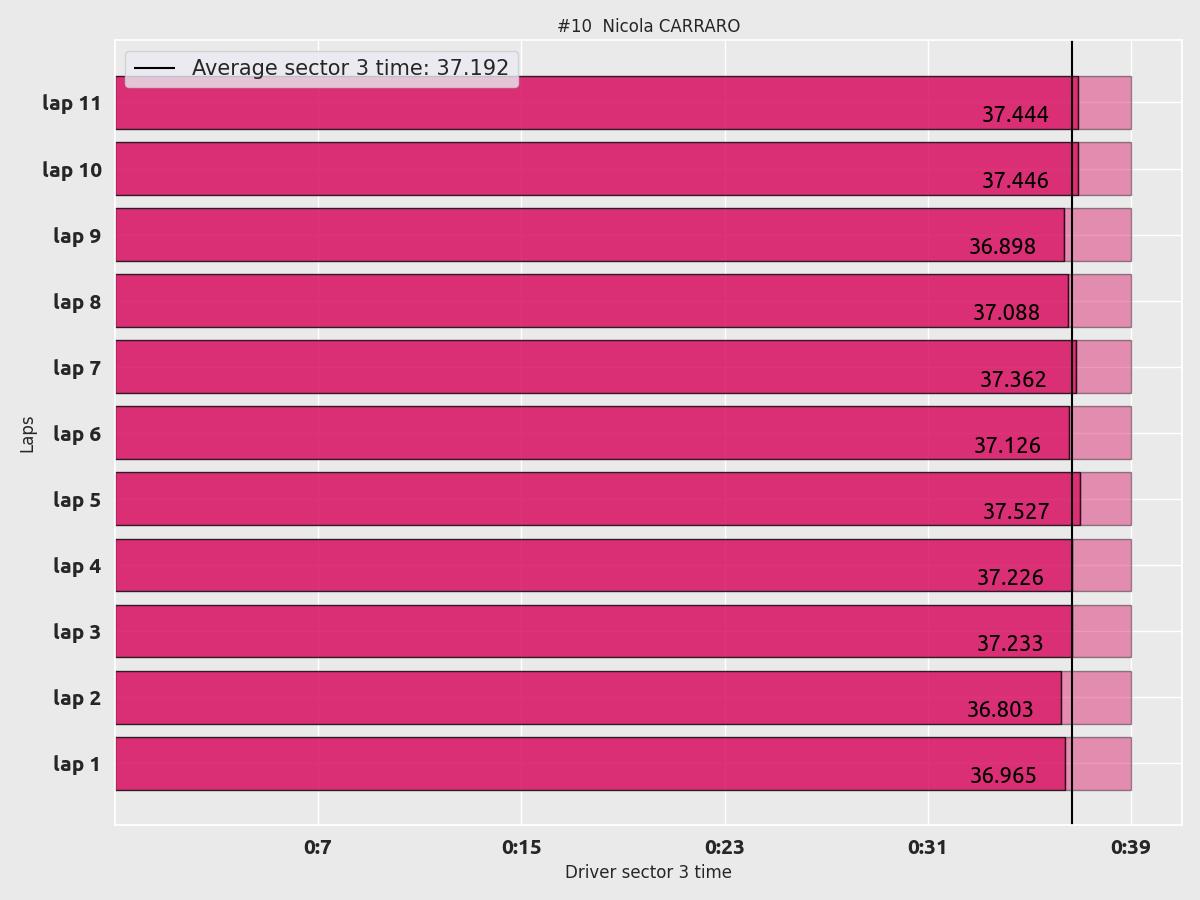 #10  Nicola CARRARO
Average sector 3 time: 37.192
lap 11
37.444
lap 10
37.446
lap 9
36.898
lap 8
37.088
lap 7
37.362
lap 6
37.126
lap 5
37.527
lap 4
37.226
lap 3
37.233
lap 2
36.803
lap 1
36.965
Laps
0:7
0:15
0:23
0:31
0:39
Driver sector 3 time